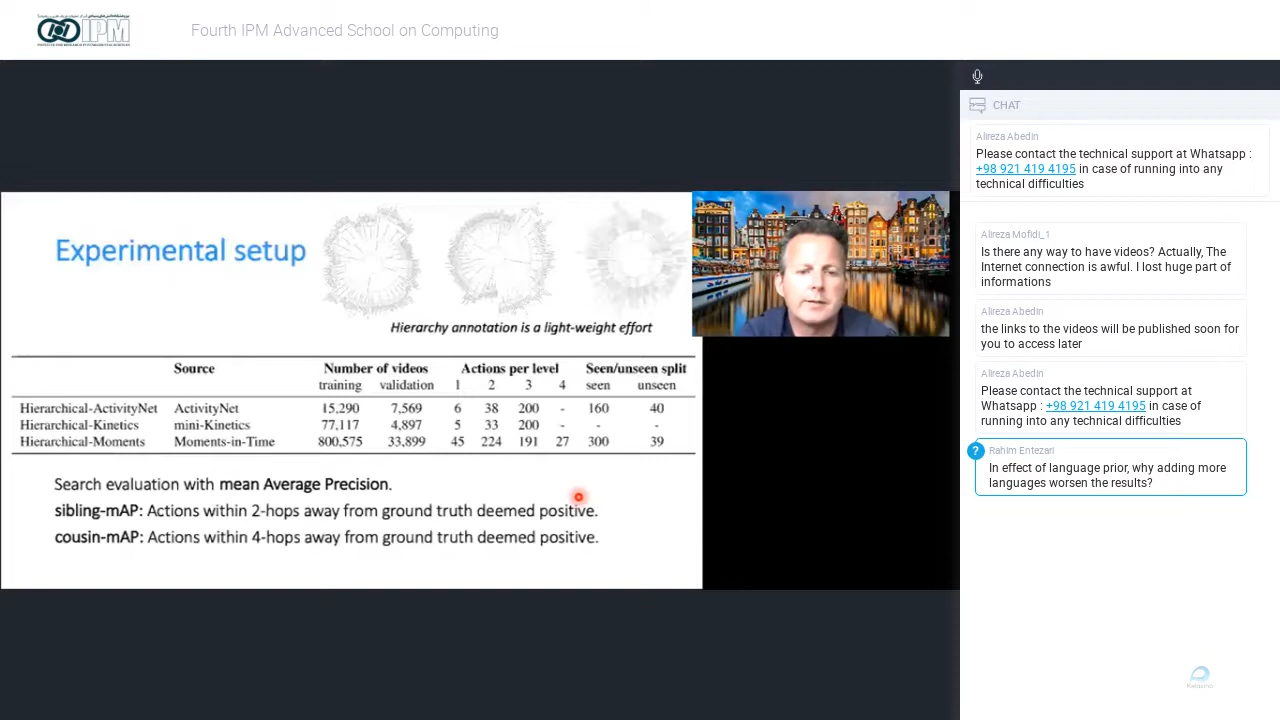 IPM
Fourth IPM Advanced School on Computing
Experimental setup
Hierarchy annotation is a light-weight effort
Source Number of videos Actions per level Seen/unseen split
training validation 1 2 3 4 seen unseen
Hierarchical-ActivityNet ActivityNet 15,290 7,569 6 38 200 - 160 40
Hierarchical-Kinetics mini-Kinetics 77,117 4,897 5 33 200 - - -
Hierarchical-Moments Moments-in-Time 800,575 33,899 45 224 191 27 300 39
Search evaluation with mean Average Precision.
sibling-mAP: Actions within 2-hops away from ground truth deemed positive.
cousin-mAP: Actions within 4-hops away from ground truth deemed positive.
CHAT
Alireza Abedin
Please contact the technical support at Whatsapp :
+98 921 419 4195 in case of running into any
technical difficulties
Alireza Mofidi_1
Is there any way to have videos? Actually, The
Internet connection is awful. I lost huge part of
informations
Alireza Abedin
the links to the videos will be published soon for
you to access later
Alireza Abedin
Please contact the technical support at
Whatsapp : +98 921 419 4195 in case of
running into any technical difficulties
?
Rahim Entezari
In effect of language prior, why adding more
languages worsen the results?